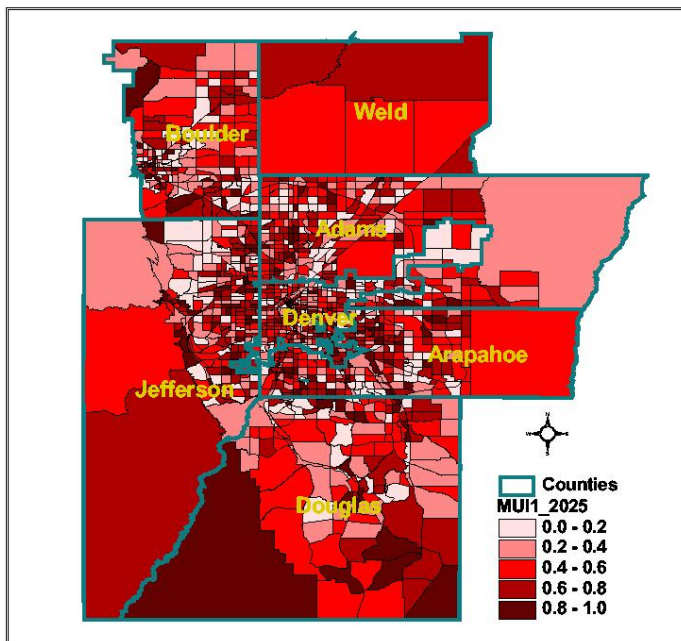 Boulder
Weld
Adams
Denver
Arapahoe
Jefferson
Douglas
N
W
E
S
Counties
MUI1_2025
0.0 - 0.2
0.2 - 0.4
0.4 - 0.6
0.6 - 0.8
0.8 - 1.0